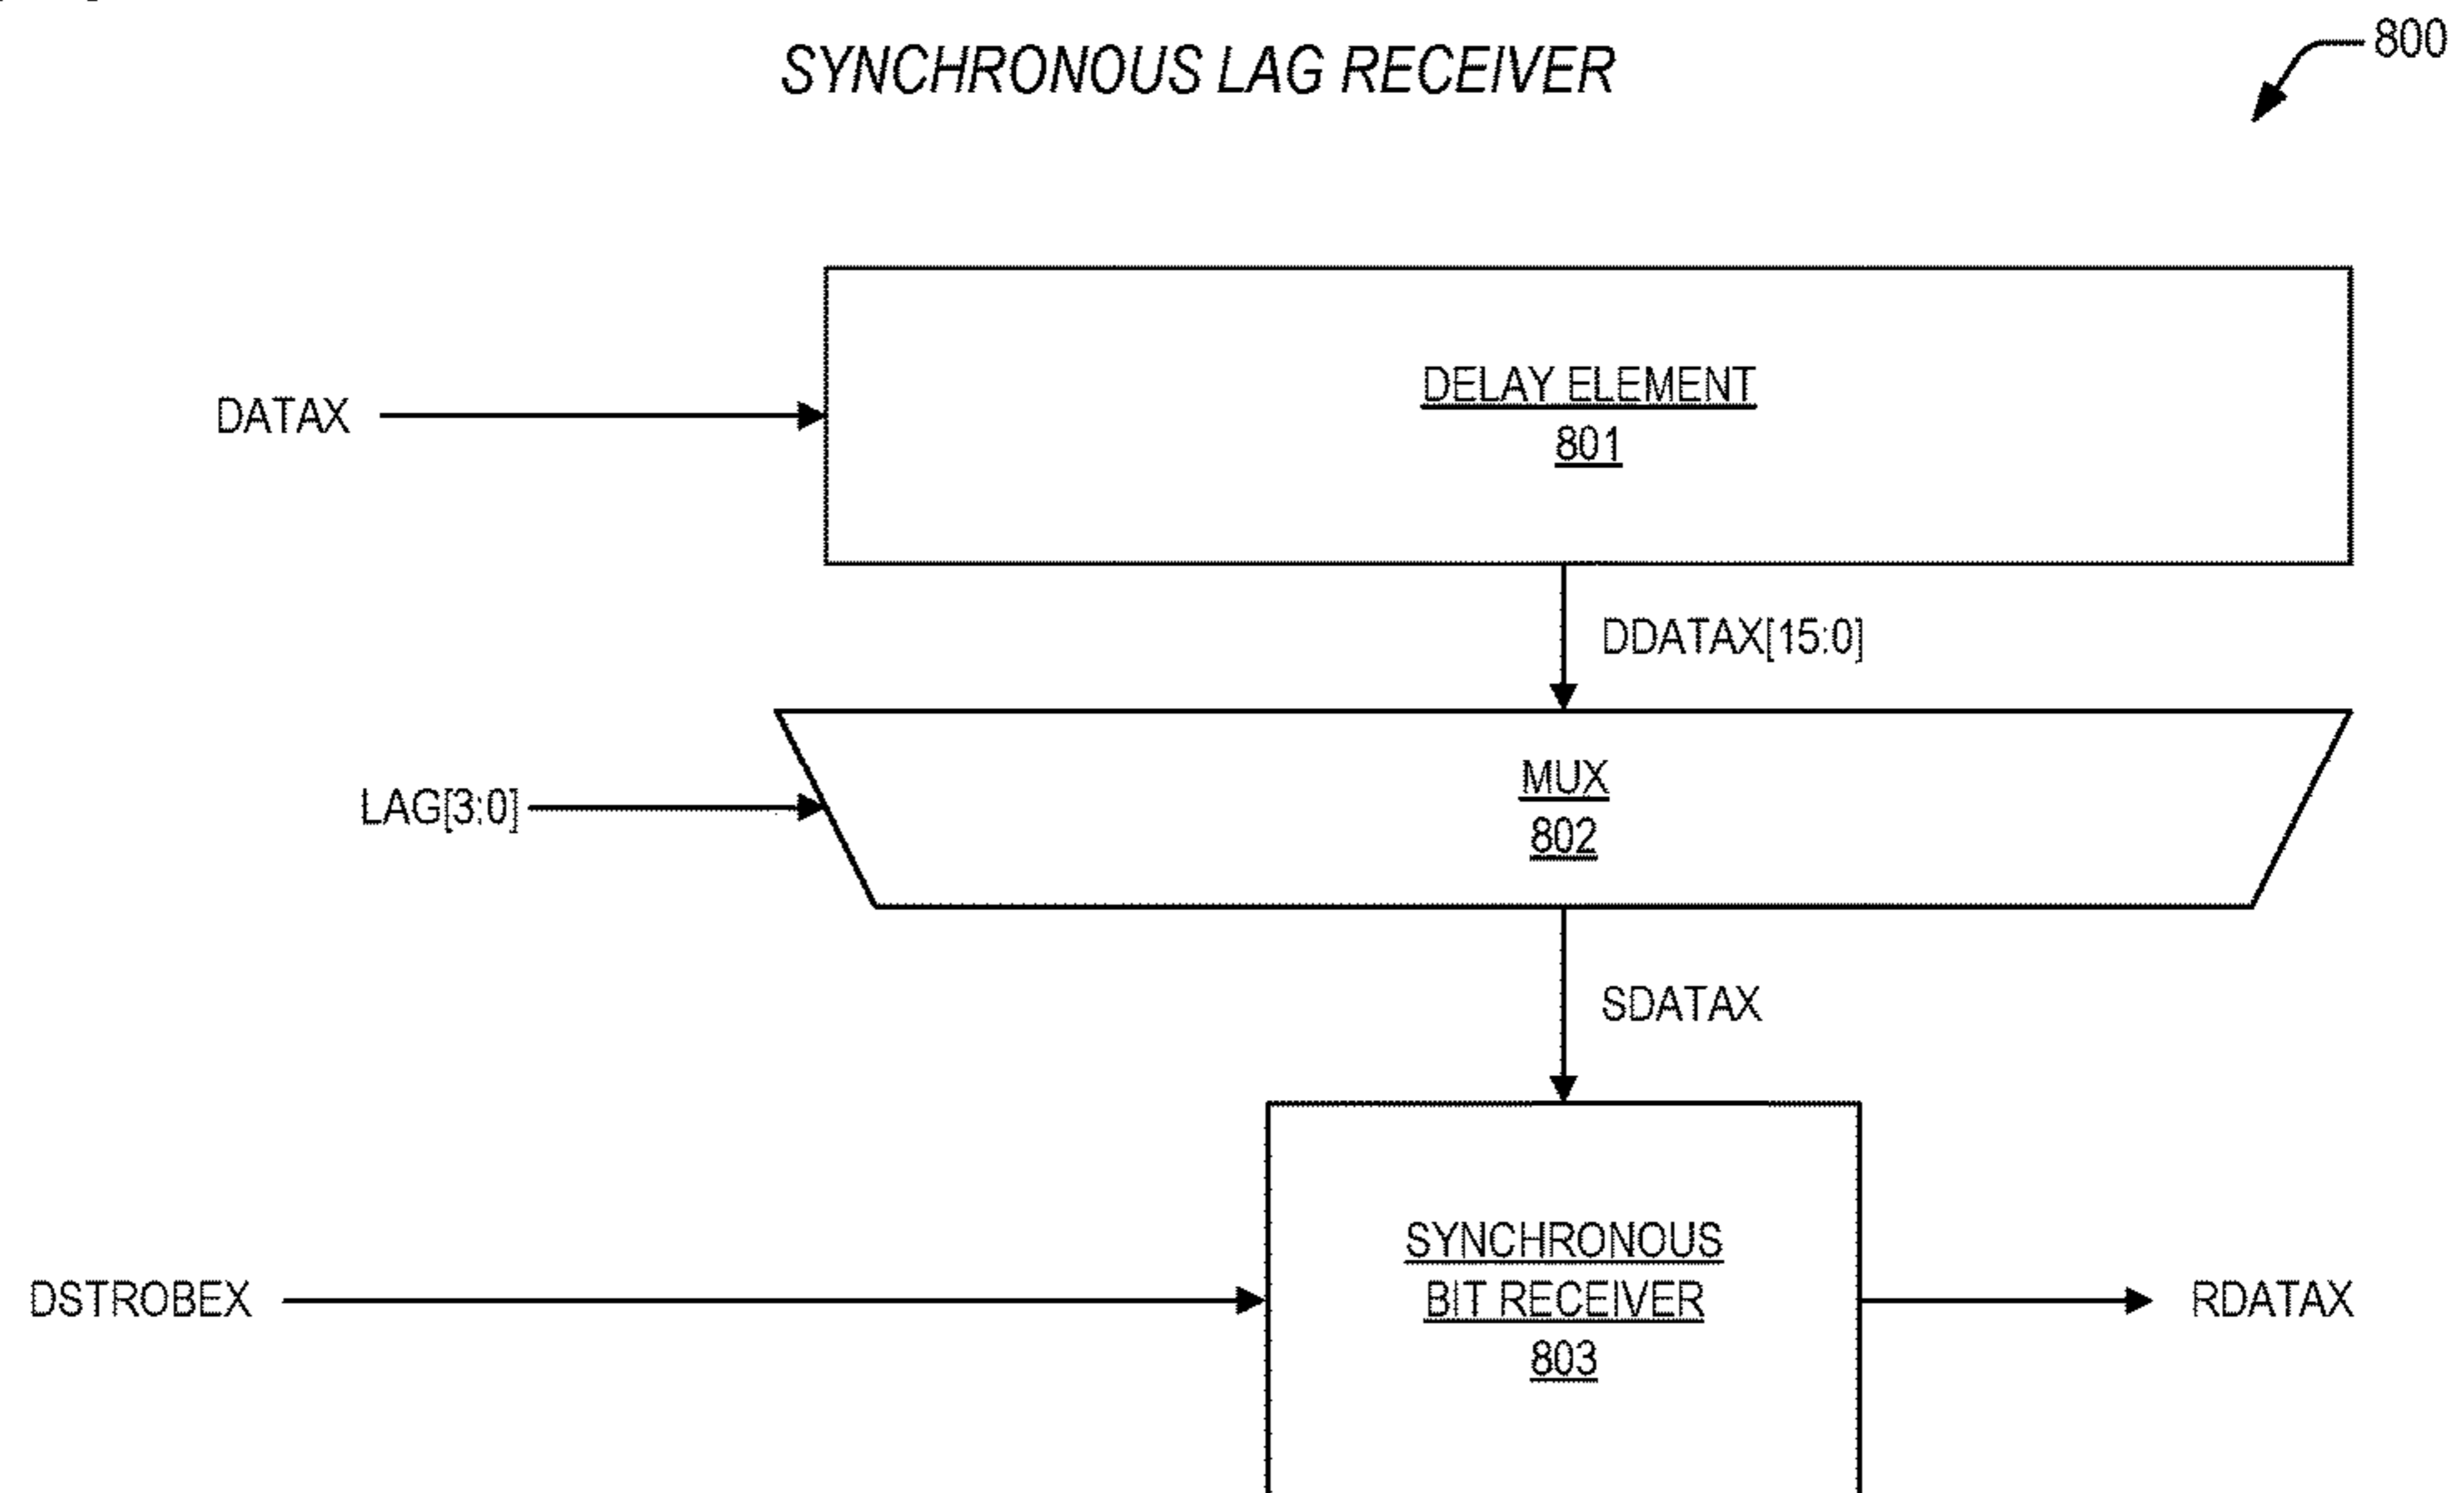 800
SYNCHRONOUS LAG RECEIVER
DATAX
DELAY ELEMENT
801
DDATAX[15:0]
LAG[3:0]
MUX
802
SDATAX
DSTROBEX
SYNCHRONOUS
BIT RECEIVER
803
RDATAX